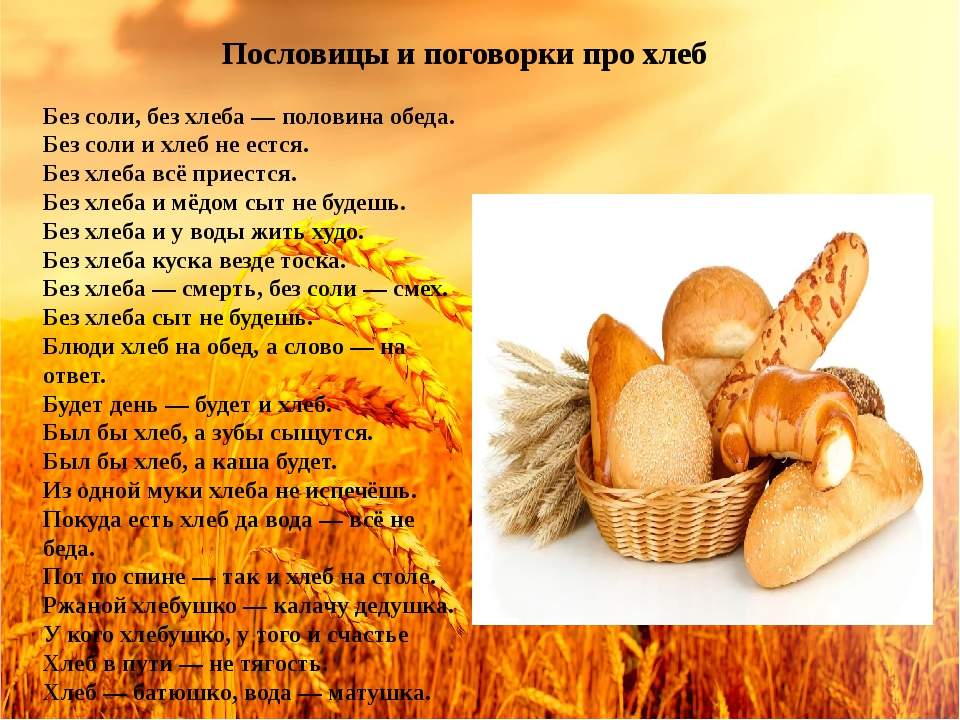 Пословицы и поговорки про хлеб
Без соли, без хлеба — половина обеда.
Без соли и хлеб не естся.
Без хлеба всё приестся.
Без хлеба и мёдом сыт не будешь.
Без хлеба и у воды жить худо.
Без хлеба куска везде тоска.
Без хлеба — смерть, без соли — смех.
Без хлеба сыт не будешь.
Блюди хлеб на обед, а слово — на
ответ.
Будет день — будет и хлеб.
Был бы хлеб, а зубы сыщутся.
Был бы хлеб, а каша будет.
Из одной муки хлеба не испечёшь.
Покуда есть хлеб да вода — всё не
беда.
Пот по спине — так и хлеб на столе.
Ржаной хлебушко — калачу дедушка.
У кого хлебушко, у того и счастье
Хлеб в пути — не тягость.
Хлеб — батюшко, вода — матушка.